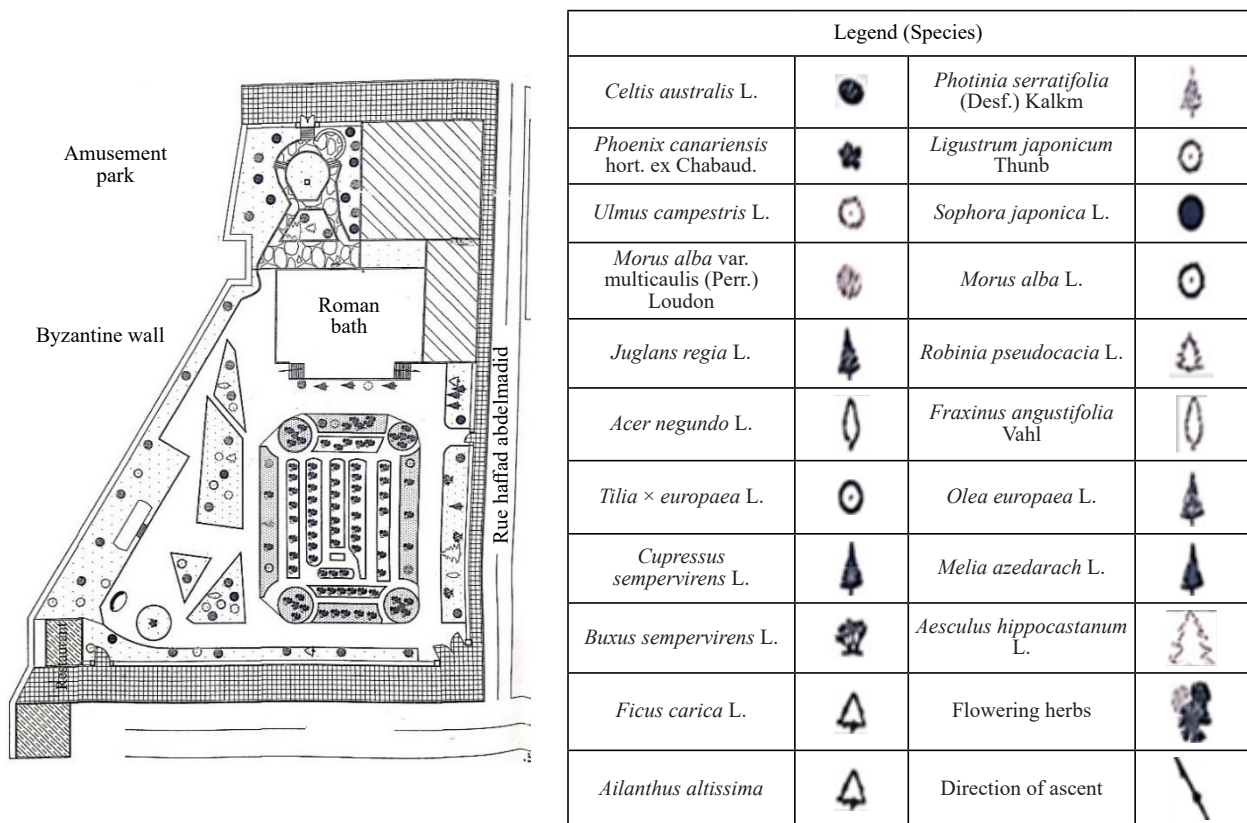 Amusement
park
Byzantine wall
Roman
bath
Rue haffad abdelmadid
Restaurant
Legend (Species)
Celtis australis L.
Photinia serratifolia
(Desf.) Kalkm
Phoenix canariensis
hort. ex Chabaud.
Ligustrum japonicum
Thunb
Ulmus campestris L.
Sophora japonica L.
Morus alba var.
multicaulis (Perr.)
Loudon
Morus alba L.
Juglans regia L.
Robinia pseudocacia L.
Acer negundo L.
Fraxinus angustifolia
Vahl
Tilia × europaea L.
Olea europaea L.
Cupressus
sempervirens L.
Melia azedarach L.
Buxus sempervirens L.
Aesculus hippocastanum
L.
Ficus carica L.
Flowering herbs
Ailanthus altissima
Direction of ascent